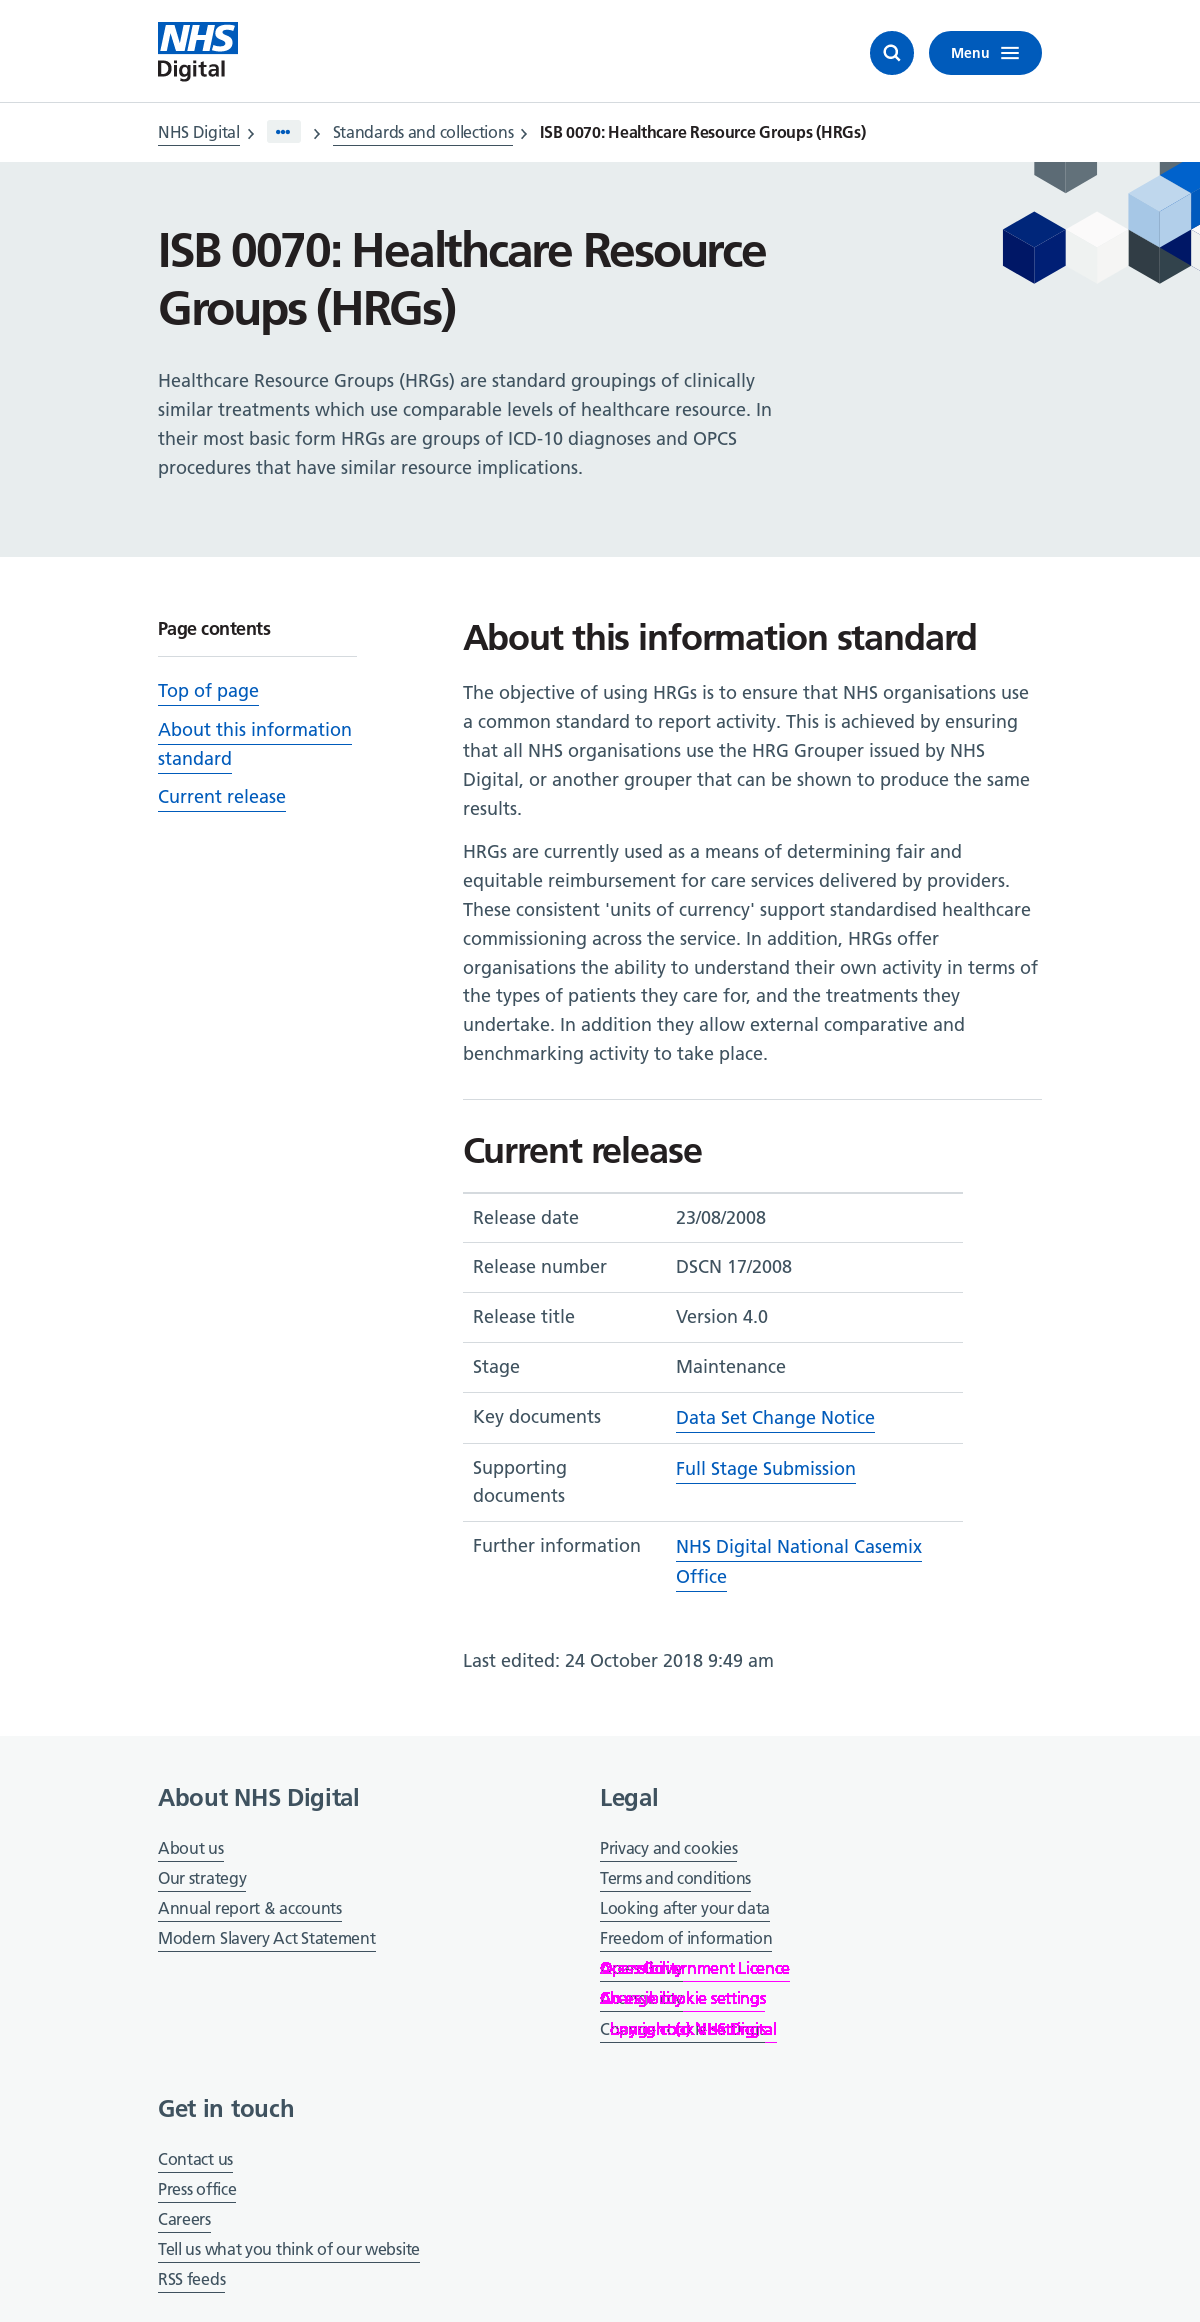 NHS
Digital
Menu
NHS Digital
Standards and collections
ISB 0070: Healthcare Resource Groups (HRGs)
ISB 0070: Healthcare Resource
Groups (HRGs)
Healthcare Resource Groups (HRGs) are standard groupings of clinically
similar treatments which use comparable levels of healthcare resource. In
their most basic form HRGs are groups of ICD-10 diagnoses and OPCS
procedures that have similar resource implications.
Page contents
Top of page
About this information
standard
Current release
About this information standard
The objective of using HRGs is to ensure that NHS organisations use
a common standard to report activity. This is achieved by ensuring
that all NHS organisations use the HRG Grouper issued by NHS
Digital, or another grouper that can be shown to produce the same
results.
HRGs are currently used as a means of determining fair and
equitable reimbursement for care services delivered by providers.
These consistent 'units of currency' support standardised healthcare
commissioning across the service. In addition, HRGs offer
organisations the ability to understand their own activity in terms of
the types of patients they care for, and the treatments they
undertake. In addition they allow external comparative and
benchmarking activity to take place.
Current release
Release date 23/08/2008
Release number DSCN 17/2008
Release title Version 4.0
Stage Maintenance
Key documents Data Set Change Notice
Supporting
documents
Full Stage Submission
Further information NHS Digital National Casemix
Office
Last edited: 24 October 2018 9:49 am
About NHS Digital
About us
Our strategy
Annual report & accounts
Modern Slavery Act Statement
Legal
Privacy and cookies
Terms and conditions
Looking after your data
Freedom of information
Government Licence
cookie settings
NHS Digital
Get in touch
Contact us
Press office
Careers
Tell us what you think of our website
RSS feeds